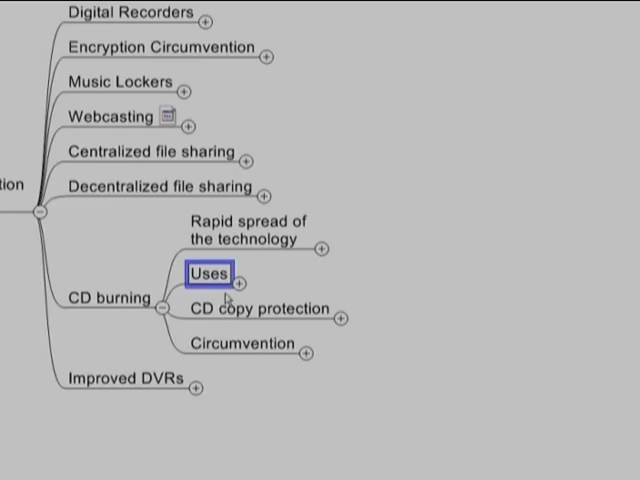 Digital Recorders
Encryption Circumvention
Music Lockers
Webcasting
Centralized file sharing
tion
Decentralized file sharing
Rapid spread of
the technology
Uses
CD burning
CD copy protection
Circumvention
Improved DVRs